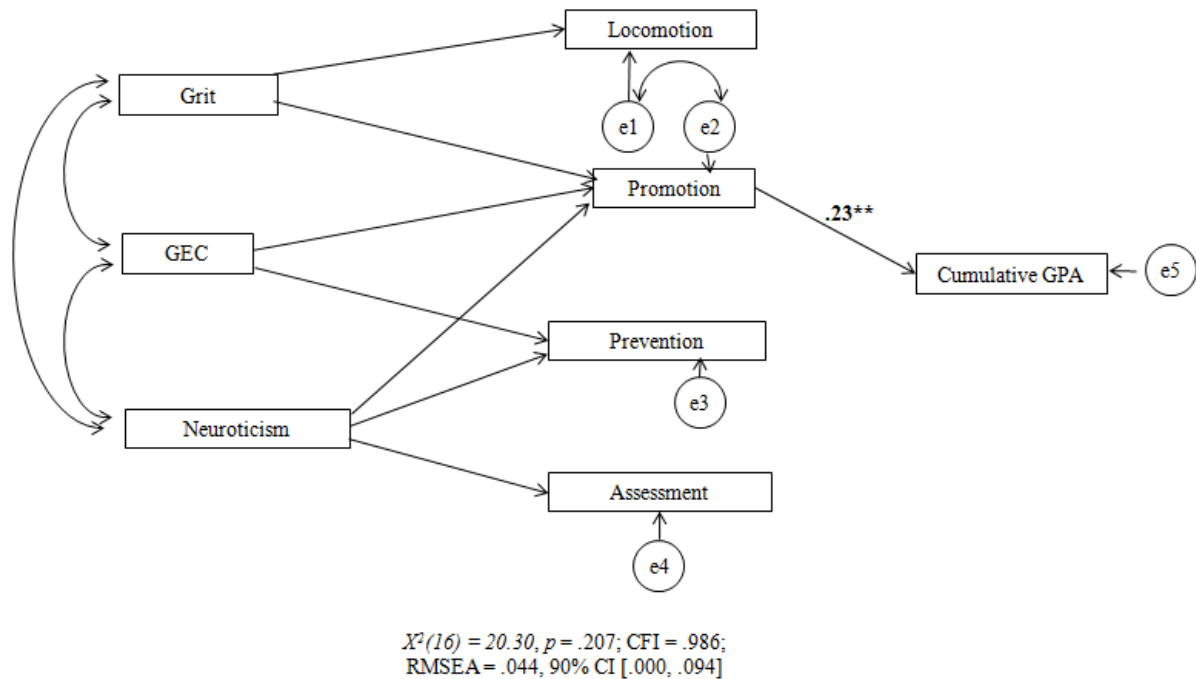 Locomotion
Grit
e1
e2
Promotion
.23**
GEC
Cumulative GPA
e5
Prevention
e3
Neuroticism
Assessment
e4
X²(16) = 20.30, p = .207; CFI = .986;
RMSEA = .044, 90% CI [.000, .094]